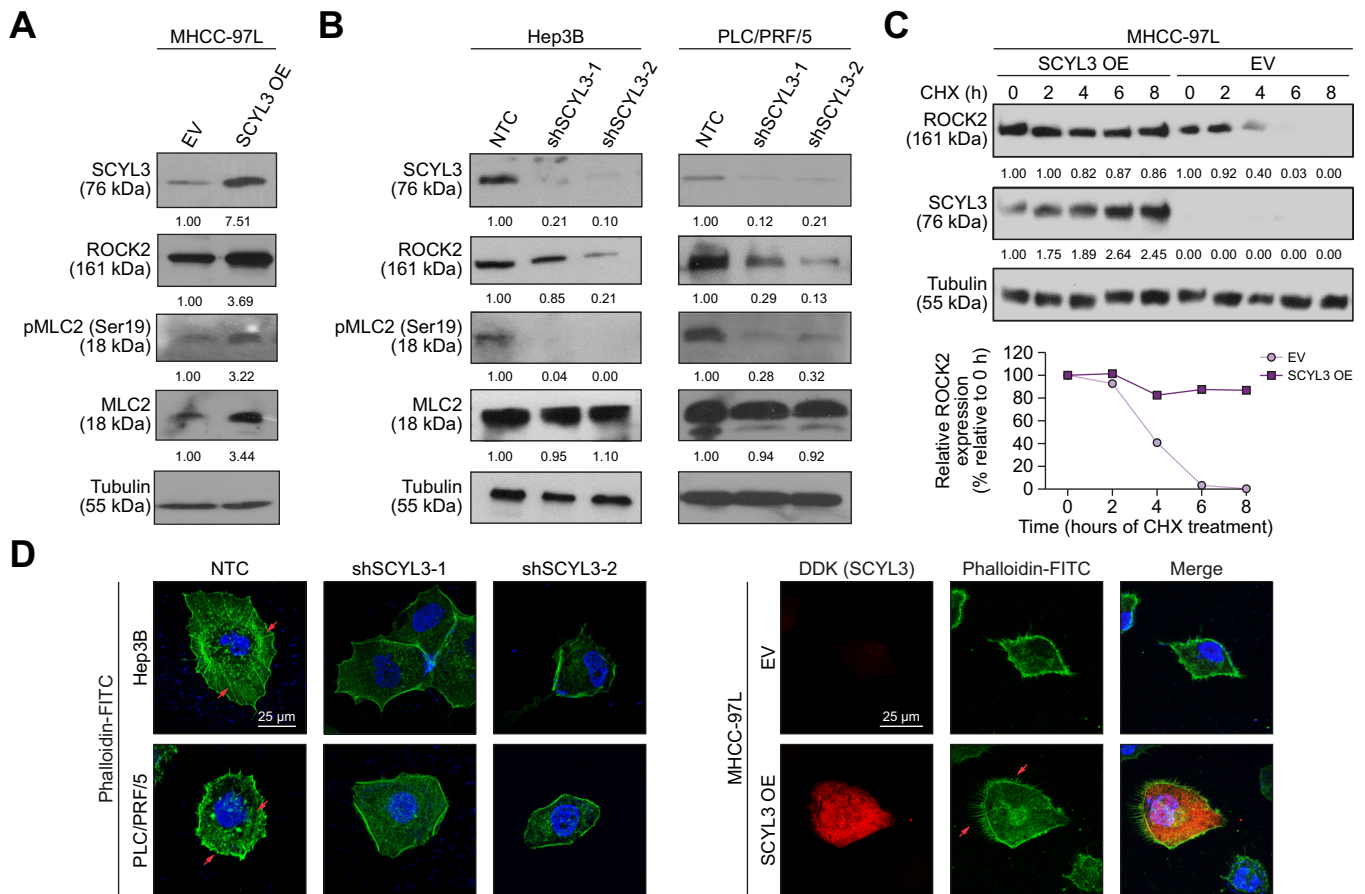 A
MHCC-97L
EV
SCYL3 OE
SCYL3
(76 kDa)
1.00 7.51
ROCK2
(161 kDa)
1.00 3.69
pMLC2 (Ser19)
(18 kDa)
1.00 3.22
MLC2
(18 kDa)
1.00 3.44
Tubulin
(55 kDa)
B
Hep3B PLC/PRF/5
NTC shSCYL3-1 shSCYL3-2 NTC shSCYL3-1 shSCYL3-2
SCYL3
(76 kDa)
1.00 0.21 0.10 1.00 0.12 0.21
ROCK2
(161 kDa)
1.00 0.85 0.21 1.00 0.29 0.13
pMLC2 (Ser19)
(18 kDa)
1.00 0.04 0.00 1.00 0.28 0.32
MLC2
(18 kDa)
1.00 0.95 1.10 1.00 0.94 0.92
Tubulin
(55 kDa)
C
MHCC-97L
SCYL3 OE EV
CHX (h) 0 2 4 6 8 0 2 4 6 8
ROCK2
(161 kDa)
1.00 1.00 0.82 0.87 0.86 1.00 0.92 0.40 0.03 0.00
SCYL3
(76 kDa)
1.00 1.75 1.89 2.64 2.45 0.00 0.00 0.00 0.00 0.00
Tubulin
(55 kDa)
Relative ROCK2
expression
(% relative to 0 h)
120
100
80
60
40
20
0
EV
SCYL3 OE
0 2 4 6 8
Time (hours of CHX treatment)
D
NTC shSCYL3-1 shSCYL3-2
Phalloidin-FITC
Hep3B
25 µm
PLC/PRF/5
DDK (SCYL3) Phalloidin-FITC Merge
MHCC-97L
EV
25 µm
SCYL3 OE